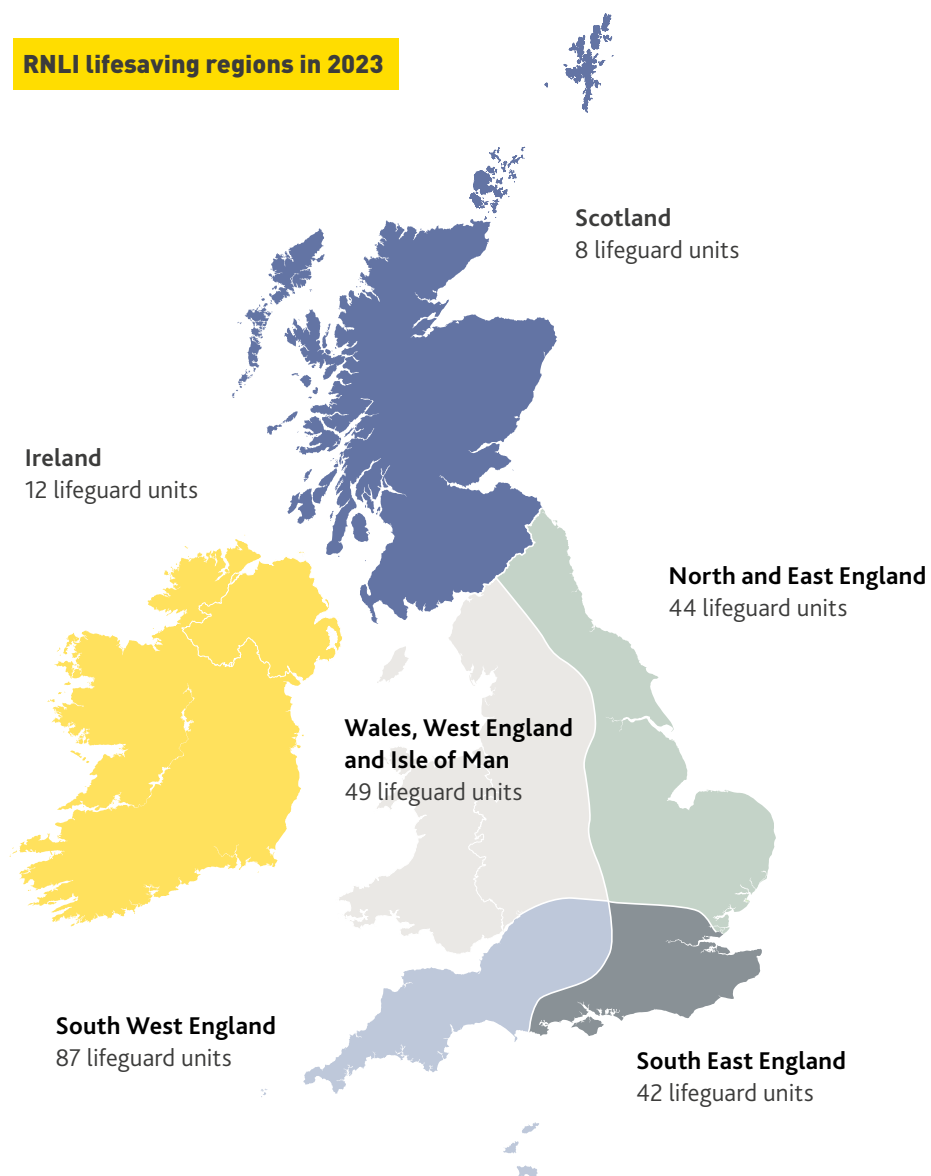 RNLI lifesaving regions in 2023
Scotland
8 lifeguard units
Ireland
12 lifeguard units
North and East England
44 lifeguard units
Wales, West England
and Isle of Man
49 lifeguard units
South West England
87 lifeguard units
South East England
42 lifeguard units